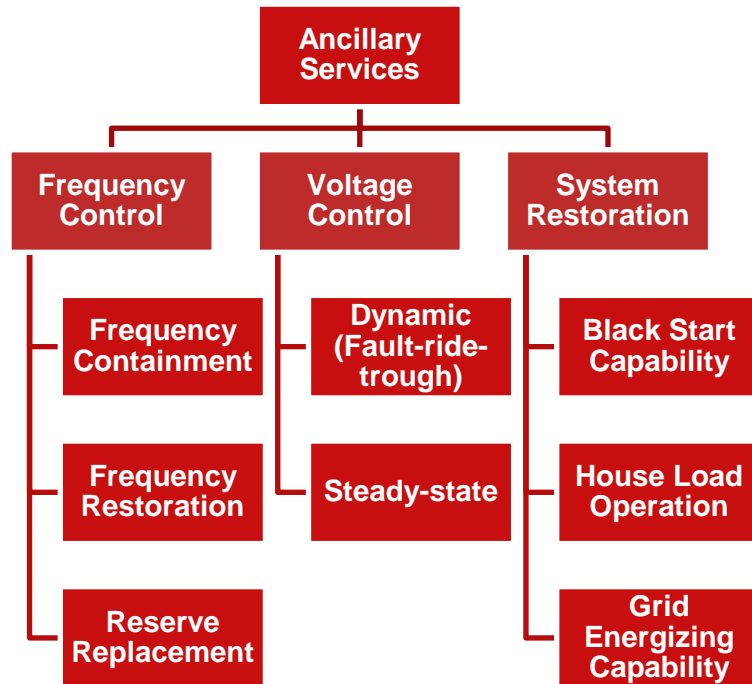 Ancillary
Services
Frequency
Control
Voltage
Control
System
Restoration
Frequency
Containment
Dynamic
(Fault-ride-
trough)
Black Start
Capability
Frequency
Restoration
Steady-state
House Load
Operation
Reserve
Replacement
Grid
Energizing
Capability